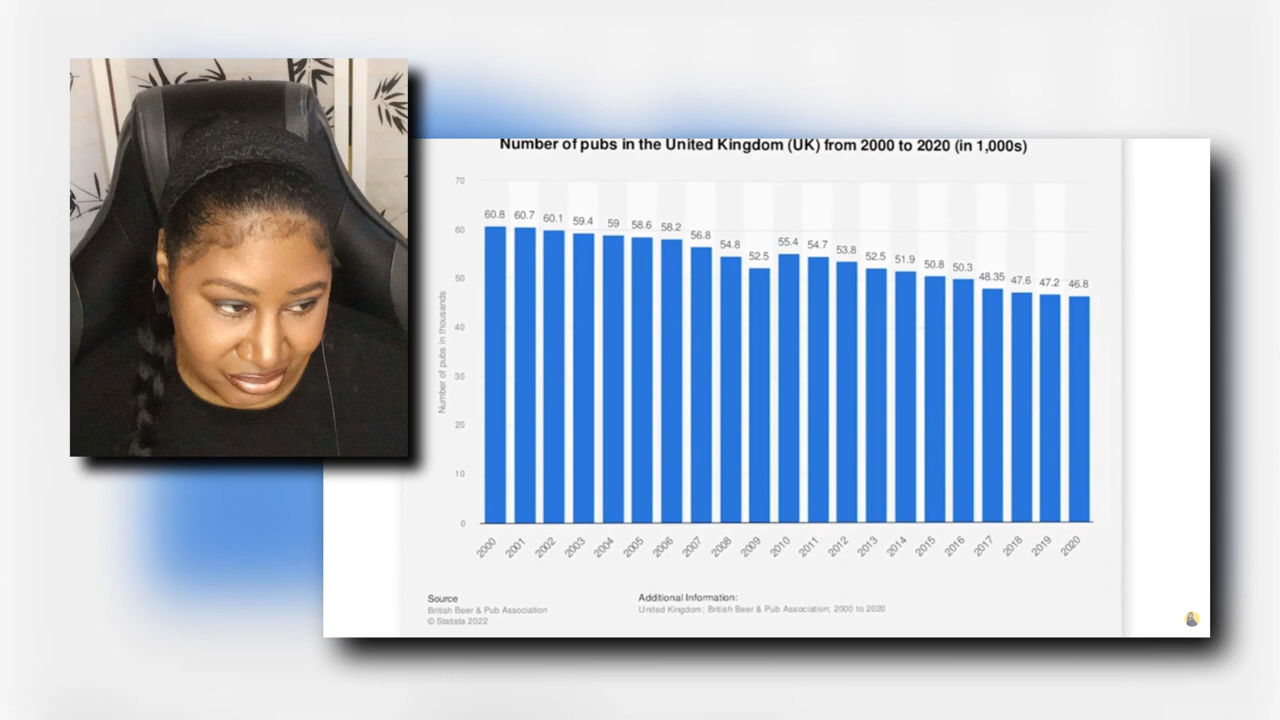 Number of pubs in the United Kingdom (UK) from 2000 to 2020 (in 1,000s)
Number of pubs in thousands
70
60
50
40
30
20
10
0
60.8 60.7 60.1 59.4 59 58.6 58.2 56.8 54.8 52.5 55.4 54.7 53.8 52.5 51.9 50.8 50.3 48.35 47.6 47.2 46.8
2000 2001 2002 2003 2004 2005 2006 2007 2008 2009 2010 2011 2012 2013 2014 2015 2016 2017 2018 2019 2020
Source
British Beer & Pub Association
© Statista 2022
Additional Information:
United Kingdom; British Beer & Pub Association; 2000 to 2020